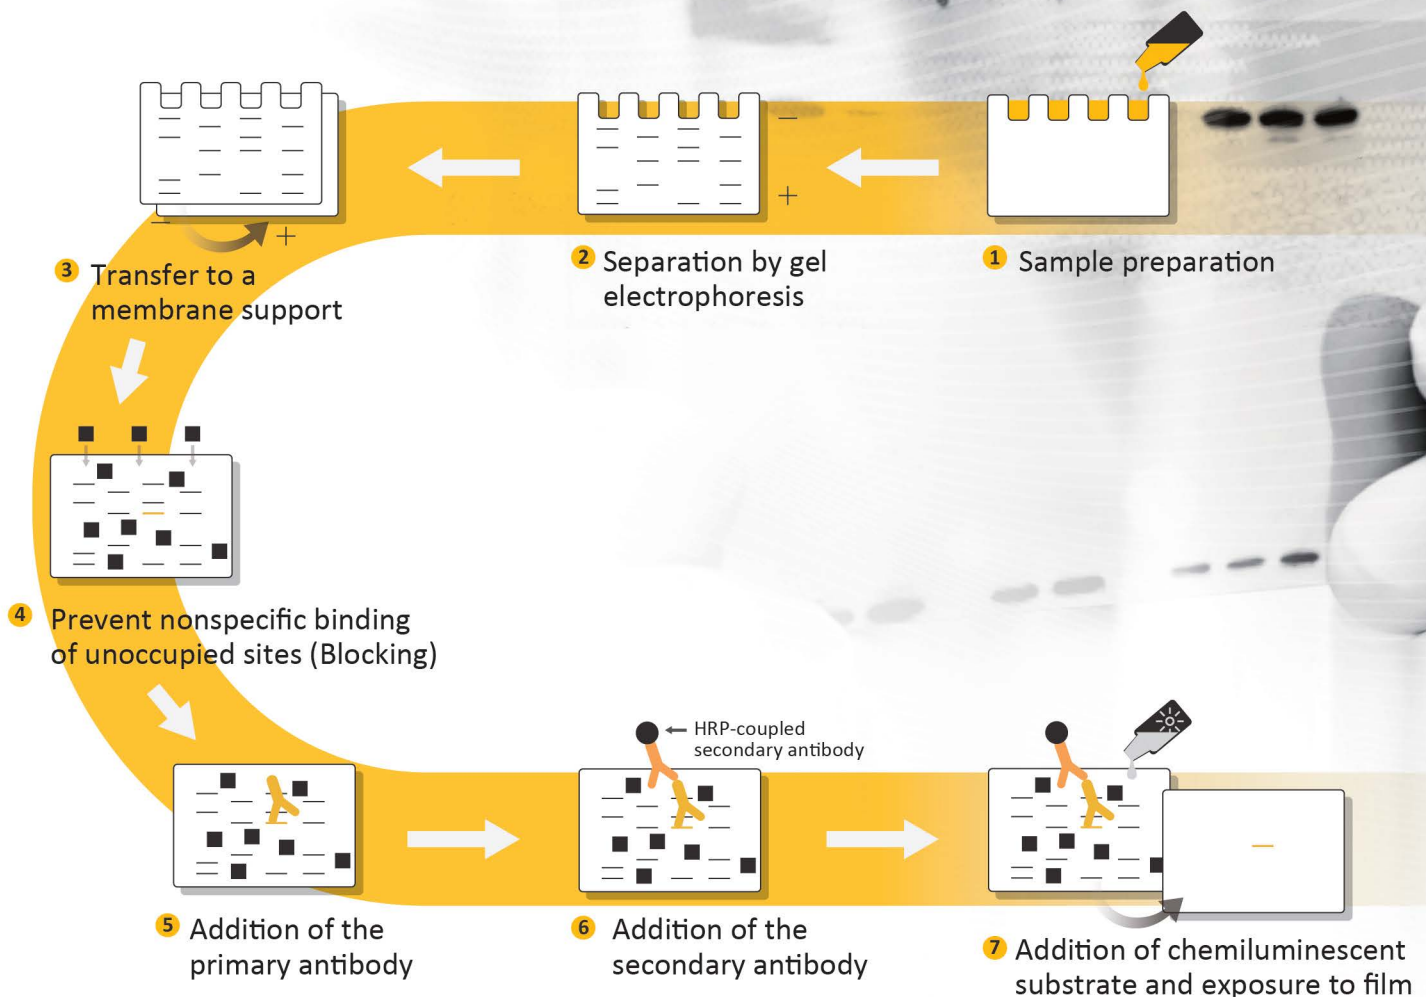 1 Sample preparation
−
+
2 Separation by gel
electrophoresis
−
+
3 Transfer to a
membrane support
4 Prevent nonspecific binding
of unoccupied sites (Blocking)
5 Addition of the
primary antibody
HRP-coupled
secondary antibody
6 Addition of the
secondary antibody
7 Addition of chemiluminescent
substrate and exposure to film